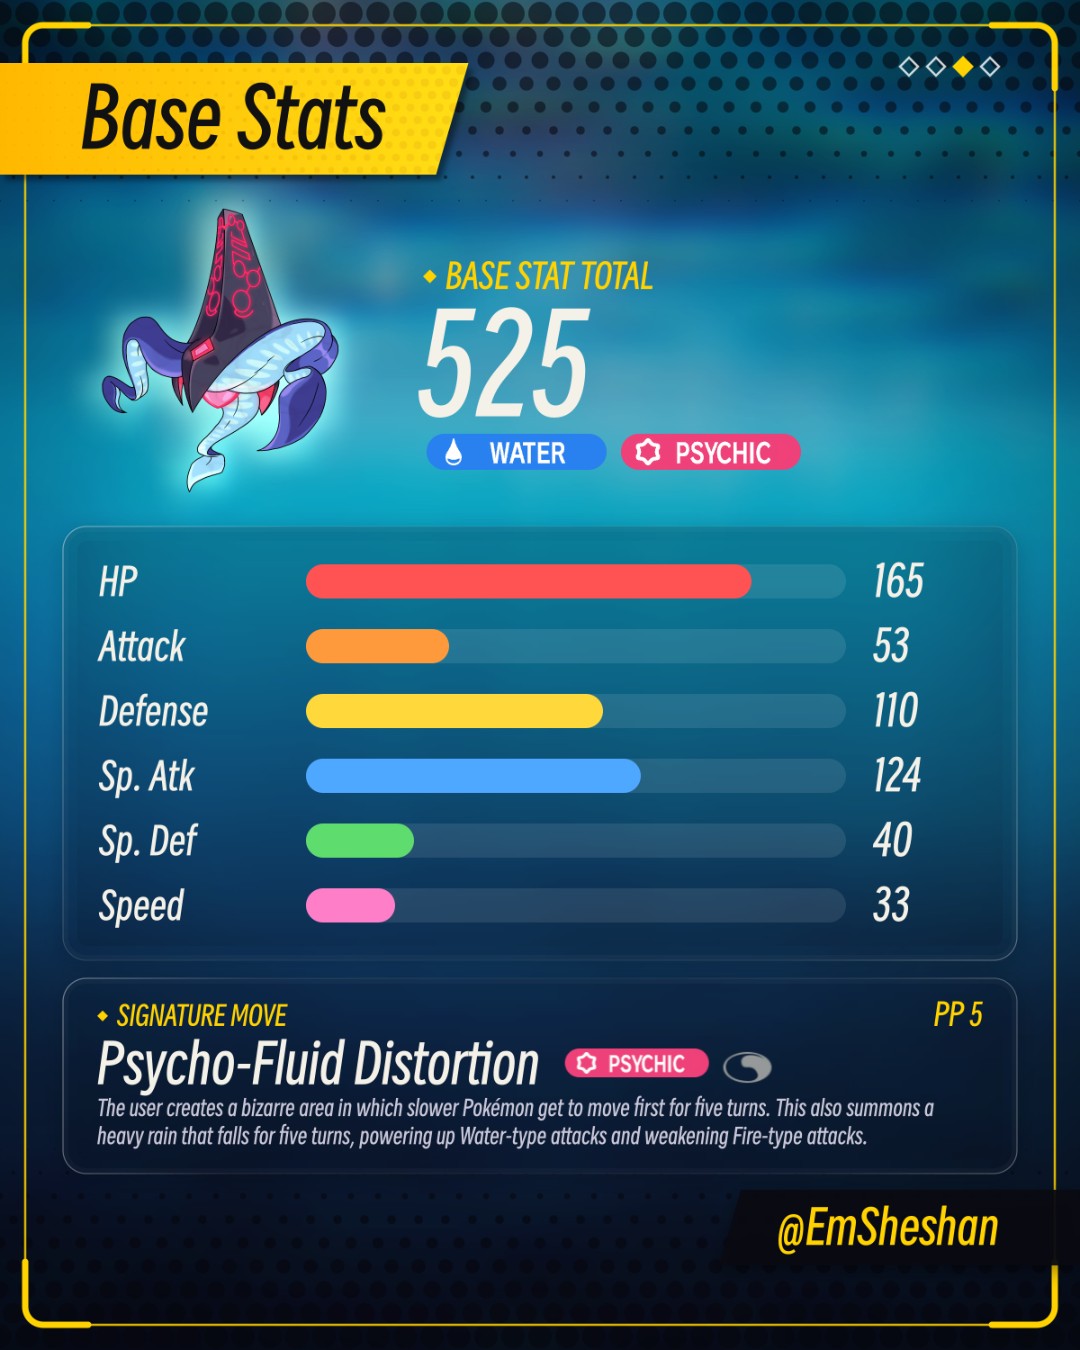 Base Stats
BASE STAT TOTAL
525
WATER PSYCHIC
HP 165
Attack 53
Defense 110
Sp. Atk 124
Sp. Def 40
Speed 33
SIGNATURE MOVE PP 5
Psycho-Fluid Distortion PSYCHIC
The user creates a bizarre area in which slower Pokémon get to move first for five turns. This also summons a
heavy rain that falls for five turns, powering up Water-type attacks and weakening Fire-type attacks.
@EmSheshan